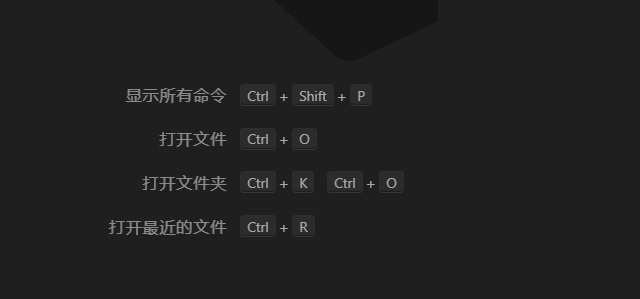 显示所有命令 Ctrl + Shift + P
打开文件 Ctrl + O
打开文件夹 Ctrl + K Ctrl + O
打开最近的文件 Ctrl + R